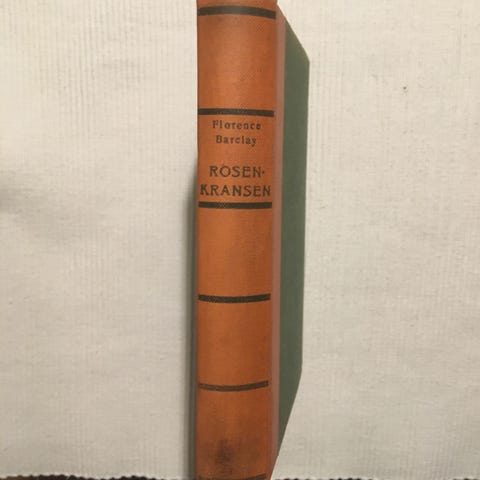 Florence
Barclay
ROSEN-
KRANSEN